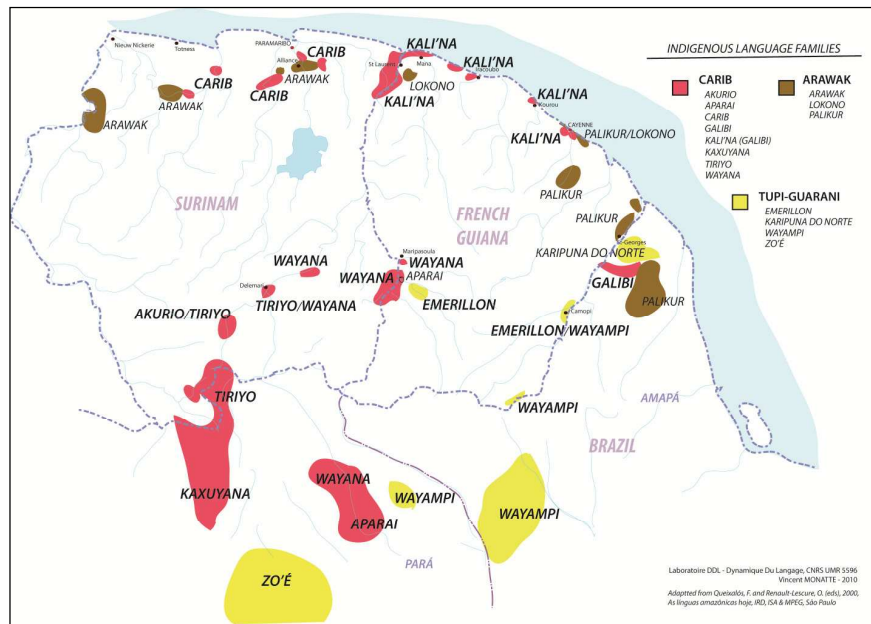 INDIGENOUS LANGUAGE FAMILIES
CARIB
AKURIO
APARAI
CARIB
GALIBI
KALI'NA (GALIBI)
KAXUYANA
TIRIYO
WAYANA
ARAWAK
ARAWAK
LOKONO
PALIKUR
TUPI-GUARANI
EMERILLON
KARIPUNA DO NORTE
WAYAMPI
ZO'É
Nieuw Nickerie
Totness
PARAMARIBO
CARIB
Alliance
ARAWAK
CARIB
CARIB
ARAWAK
ARAWAK
KALI'NA
St Laurent
Mana
LOKONO
KALI'NA
KALI'NA
Iracoubo
KALI'NA
Kourou
CAYENNE
KALI'NA
PALIKUR/LOKONO
PALIKUR
SURINAM
FRENCH
GUIANA
PALIKUR
St-Georges
KARIPUNA DO NORTE
GALIBI
PALIKUR
Maripasoula
WAYANA
WAYANA
APARAI
WAYANA
Delemari
TIRIYO/WAYANA
EMERILLON
AKURIO/TIRIYO
Camopi
EMERILLON/WAYAMPI
TIRIYO
WAYAMPI
AMAPÁ
BRAZIL
KAXUYANA
WAYANA
APARAI
WAYAMPI
WAYAMPI
PARÁ
ZO'É
Laboratoire DDL - Dynamique Du Langage, CNRS UMR 5596
Vincent MONATTE - 2010
Adaptted from Queixalós, F. and Renault-Lescure, O. (eds), 2000,
As línguas amazônicas hoje, IRD, ISA & MPEG, São Paulo